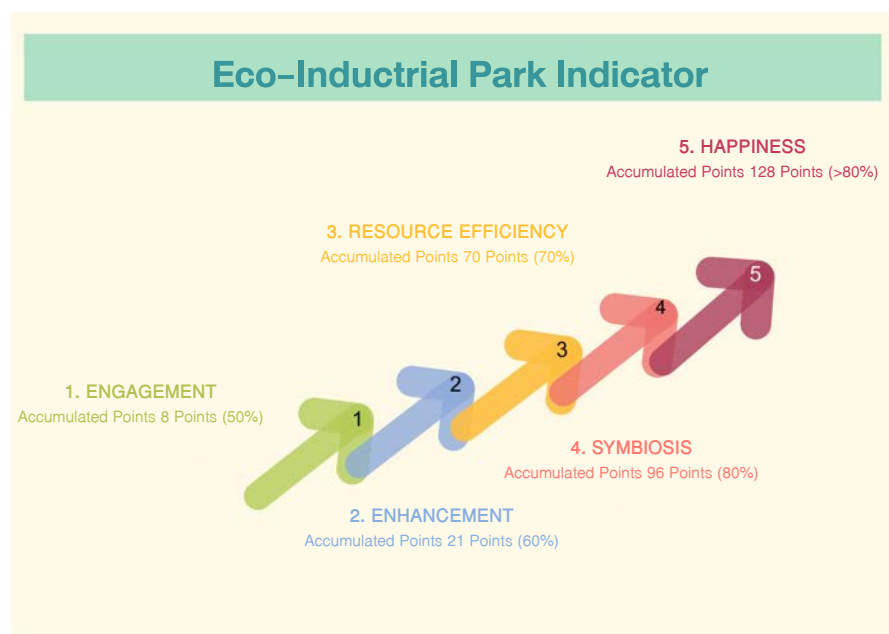 Eco-Inductrial Park Indicator
5. HAPPINESS
Accumulated Points 128 Points (>80%)
3. RESOURCE EFFICIENCY
Accumulated Points 70 Points (70%)
5
4
3
2
1
1. ENGAGEMENT
Accumulated Points 8 Points (50%)
4. SYMBIOSIS
Accumulated Points 96 Points (80%)
2. ENHANCEMENT
Accumulated Points 21 Points (60%)